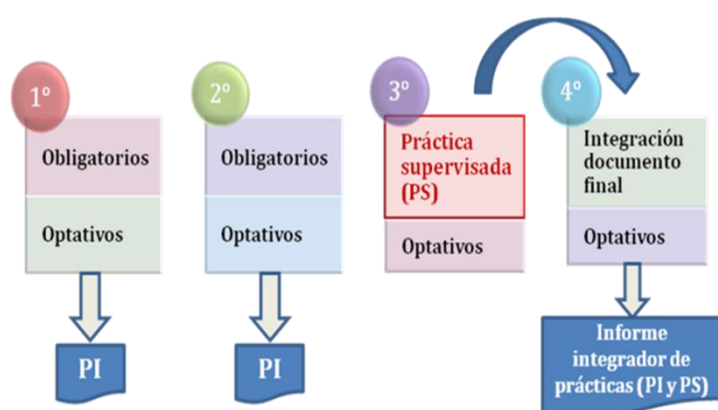 1º
Obligatorios
Optativos
PI
2º
Obligatorios
Optativos
PI
3º
Práctica
supervisada
(PS)
Optativos
4º
Integración
documento
final
Optativos
Informe
integrador de
prácticas (PI y PS)